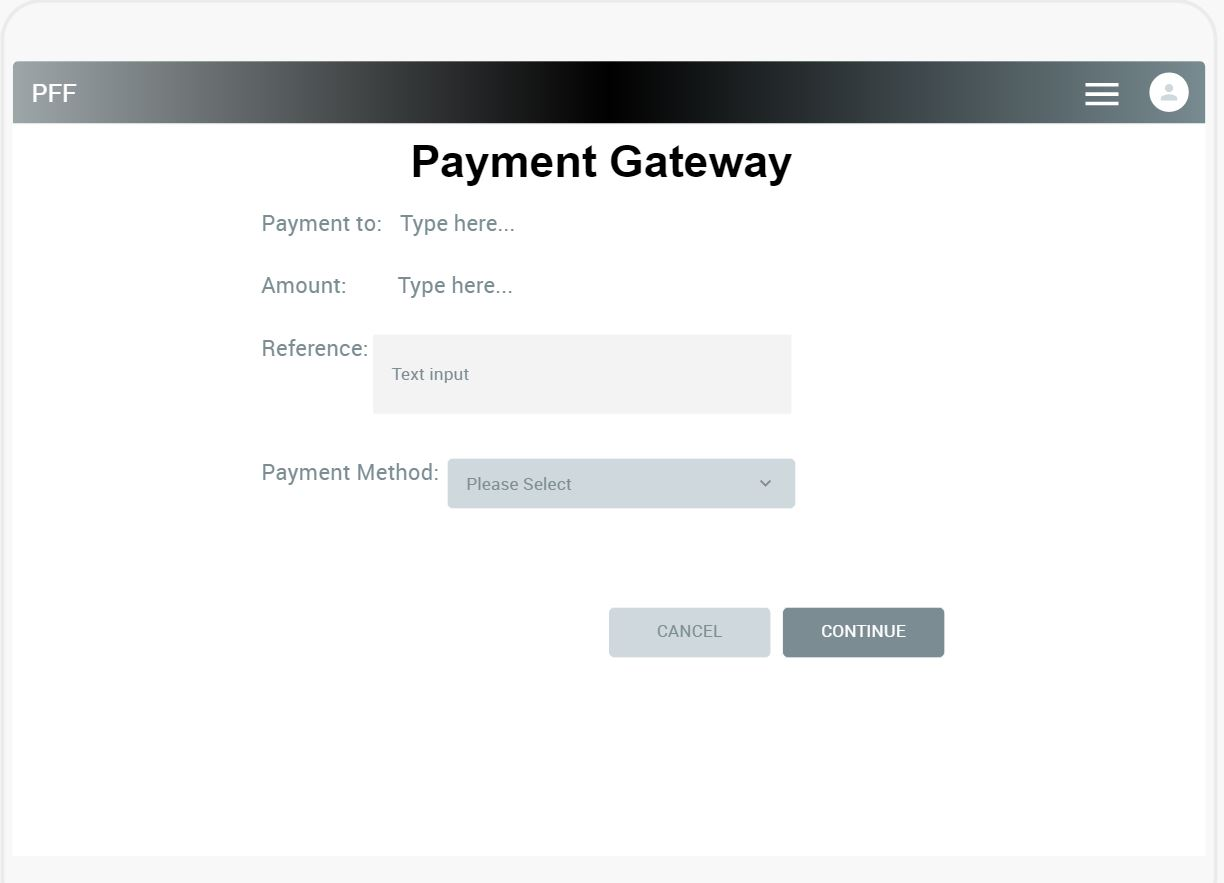 PFF
Payment Gateway
Payment to: Type here...
Amount: Type here...
Reference:
Text input
Payment Method:
Please Select
CANCEL CONTINUE